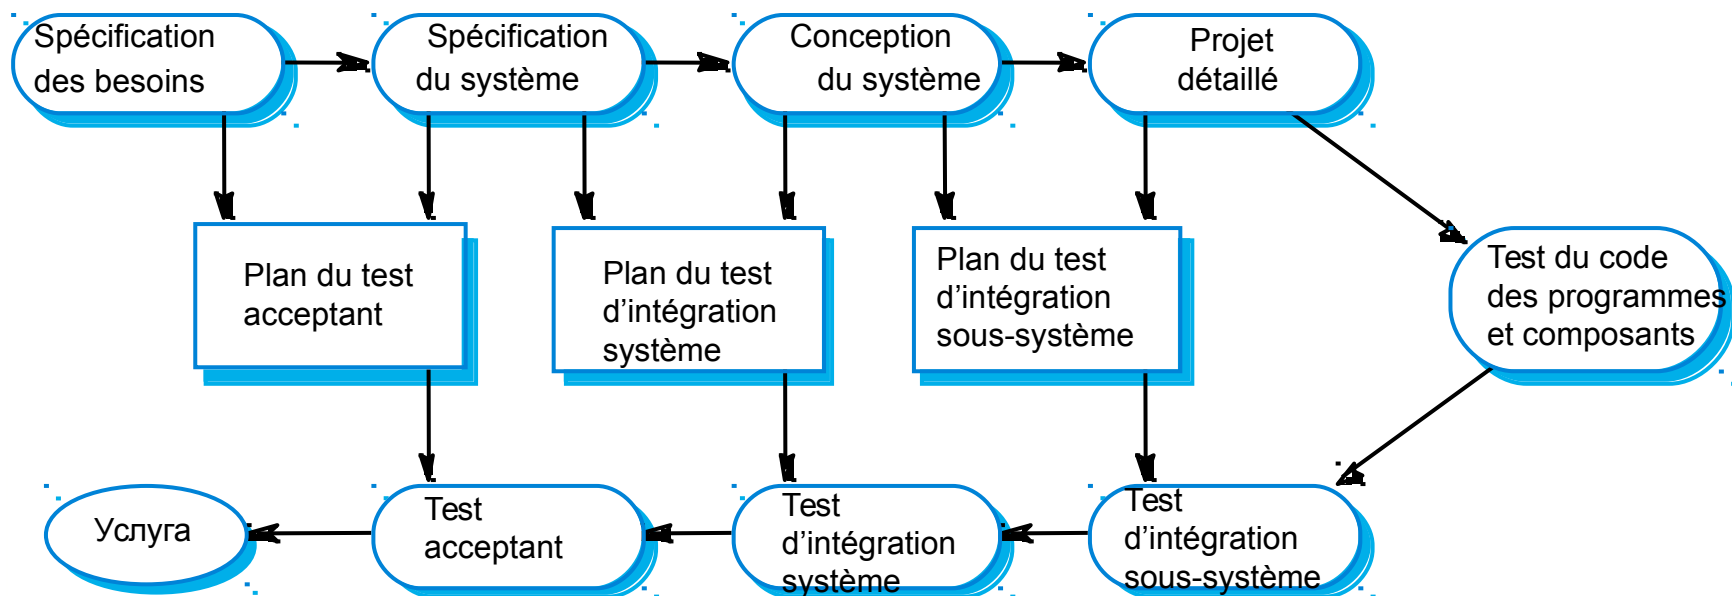 Spécification
des besoins
Spécification
du système
Conception
du système
Projet
détaillé
Plan du test
acceptant
Plan du test
d’intégration
système
Plan du test
d’intégration
sous-système
Test du code
des programmes
et composants
Услуга
Test
acceptant
Test
d’intégration
système
Test
d’intégration
sous-système